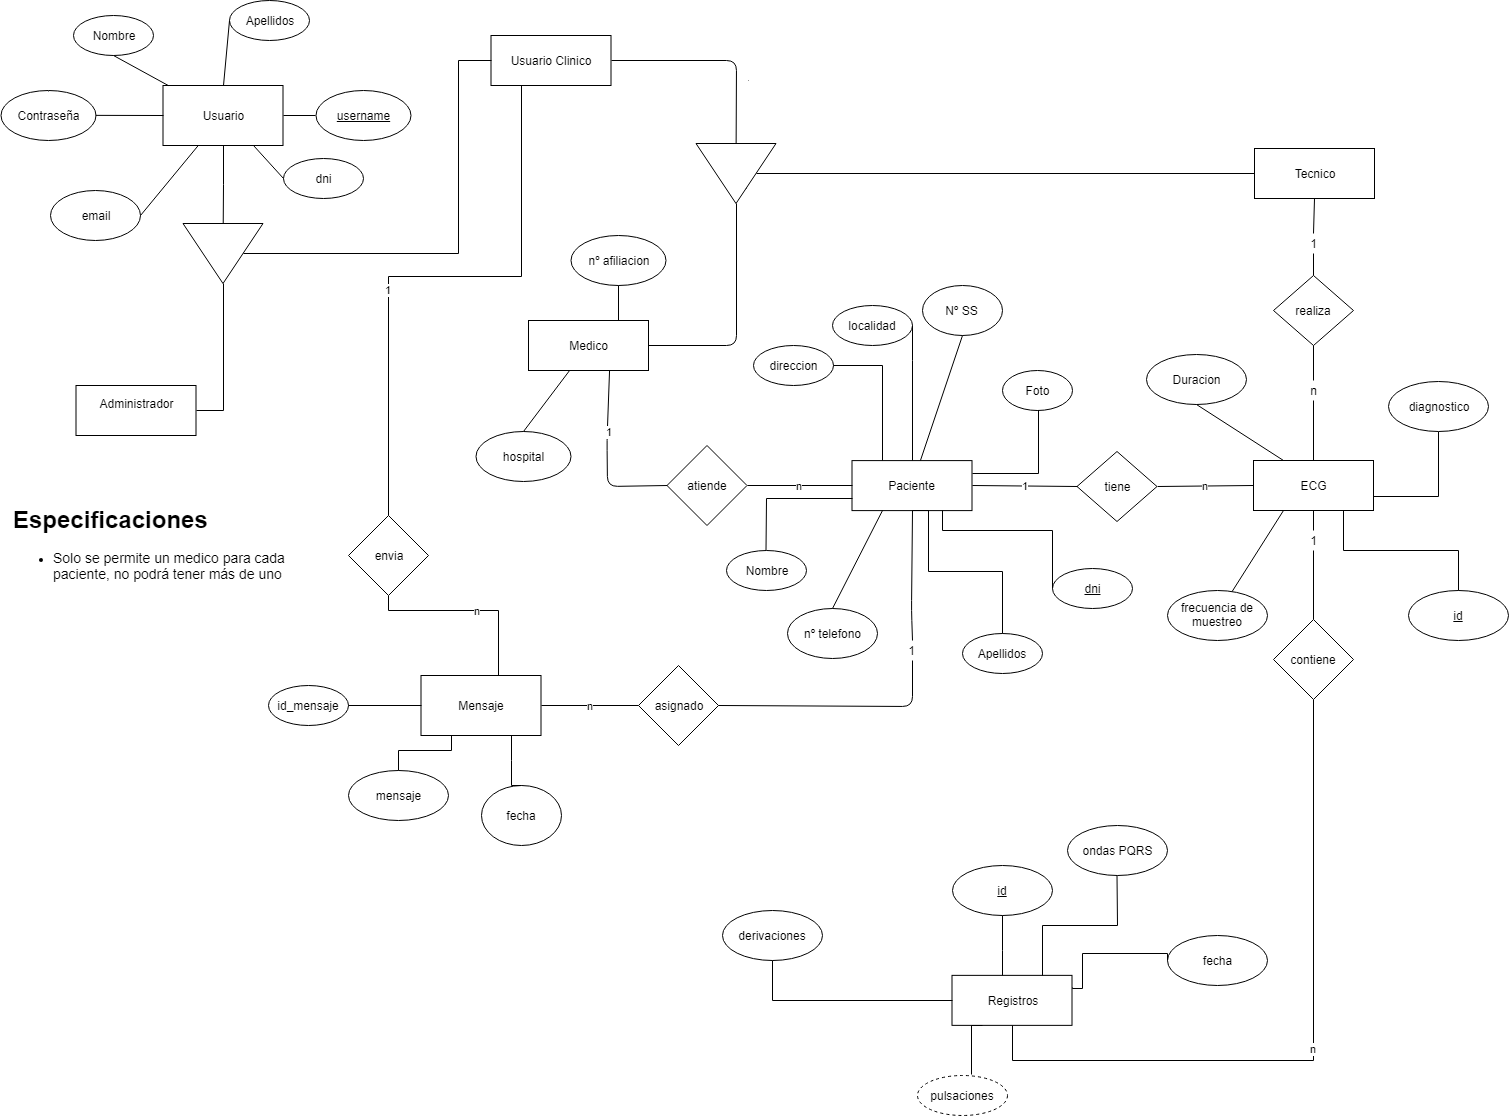 Apellidos
Nombre
Usuario Clinico
Contraseña
Usuario
username
Tecnico
dni
email
1
nº afiliacion
1
Nº SS
realiza
localidad
Medico
direccion
Duracion
Foto
n
Administrador
diagnostico
1
hospital
atiende
n
Paciente
1
tiene
n
ECG
Especificaciones
1
envia
Solo se permite un medico para cada
paciente, no podrá tener más de uno
Nombre
dni
n
frecuencia de
muestreo
id
nº telefono
1
Apellidos
contiene
id_mensaje
Mensaje
n
asignado
mensaje
fecha
ondas PQRS
id
derivaciones
fecha
Registros
n
pulsaciones